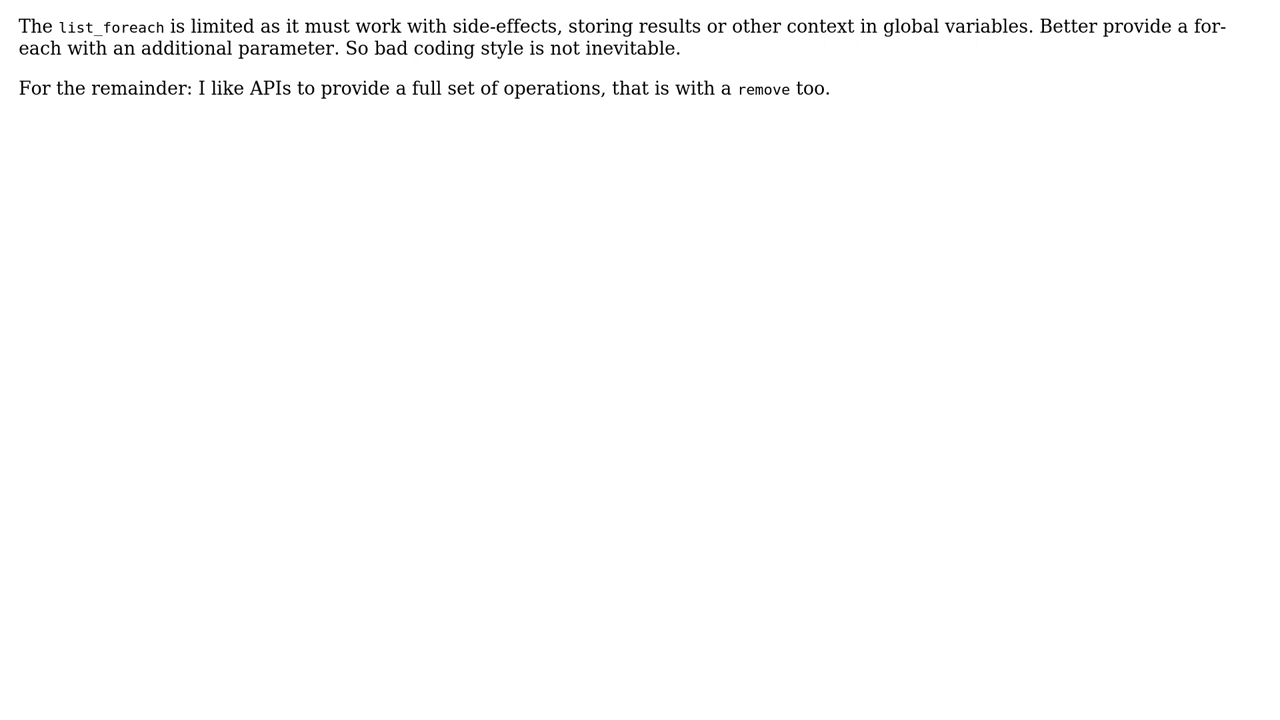 The list_foreach is limited as it must work with side-effects, storing results or other context in global variables. Better provide a for-
each with an additional parameter. So bad coding style is not inevitable.
For the remainder: I like APIs to provide a full set of operations, that is with a remove too.